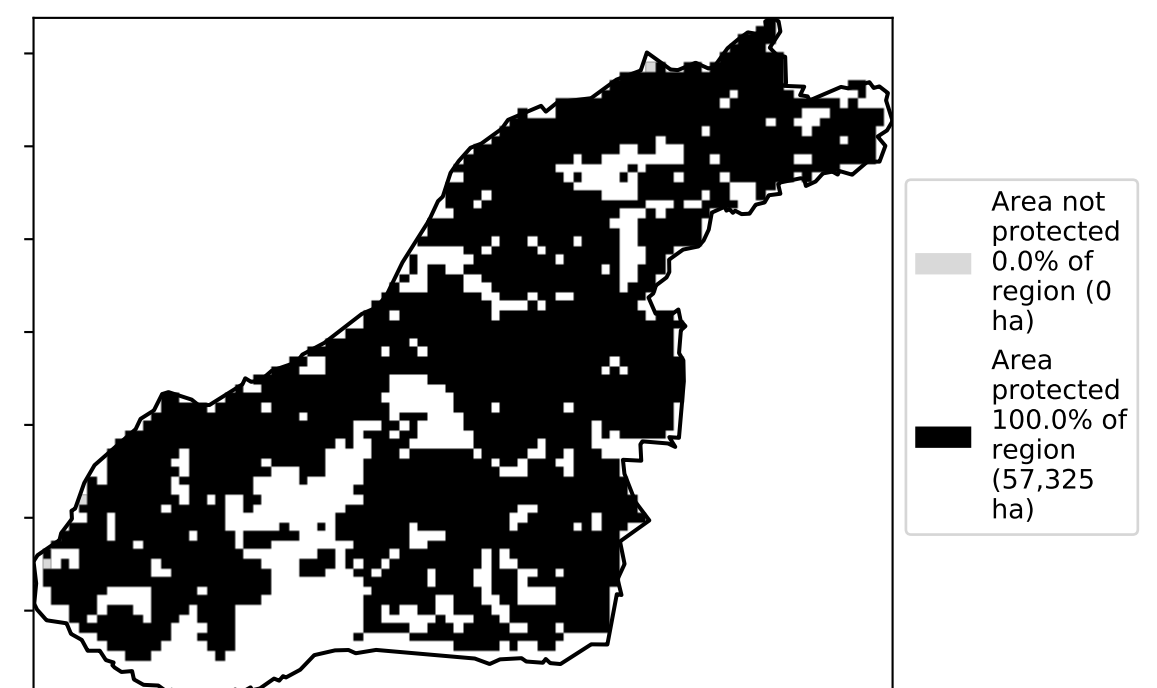 Area not
protected
0.0% of
region (0
ha)
Area
protected
100.0% of
region
(57,325
ha)